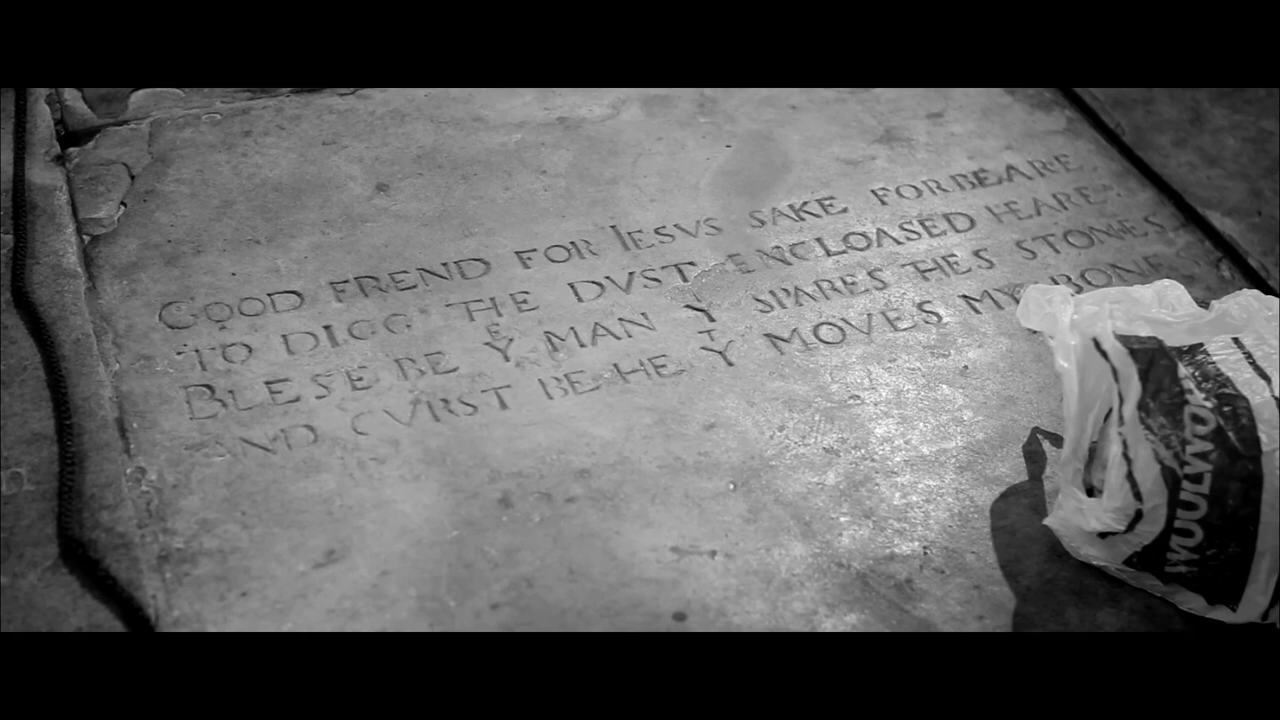 GOOD FREND FOR IESVS SAKE FORBEARE,
TO DIGG THE DVST ENCLOASED HEARE.
BLESE BE Y^E MAN Y^T SPARES THES STONES
AND CVRST BE HE Y^T MOVES MY BONES
WOOLWO